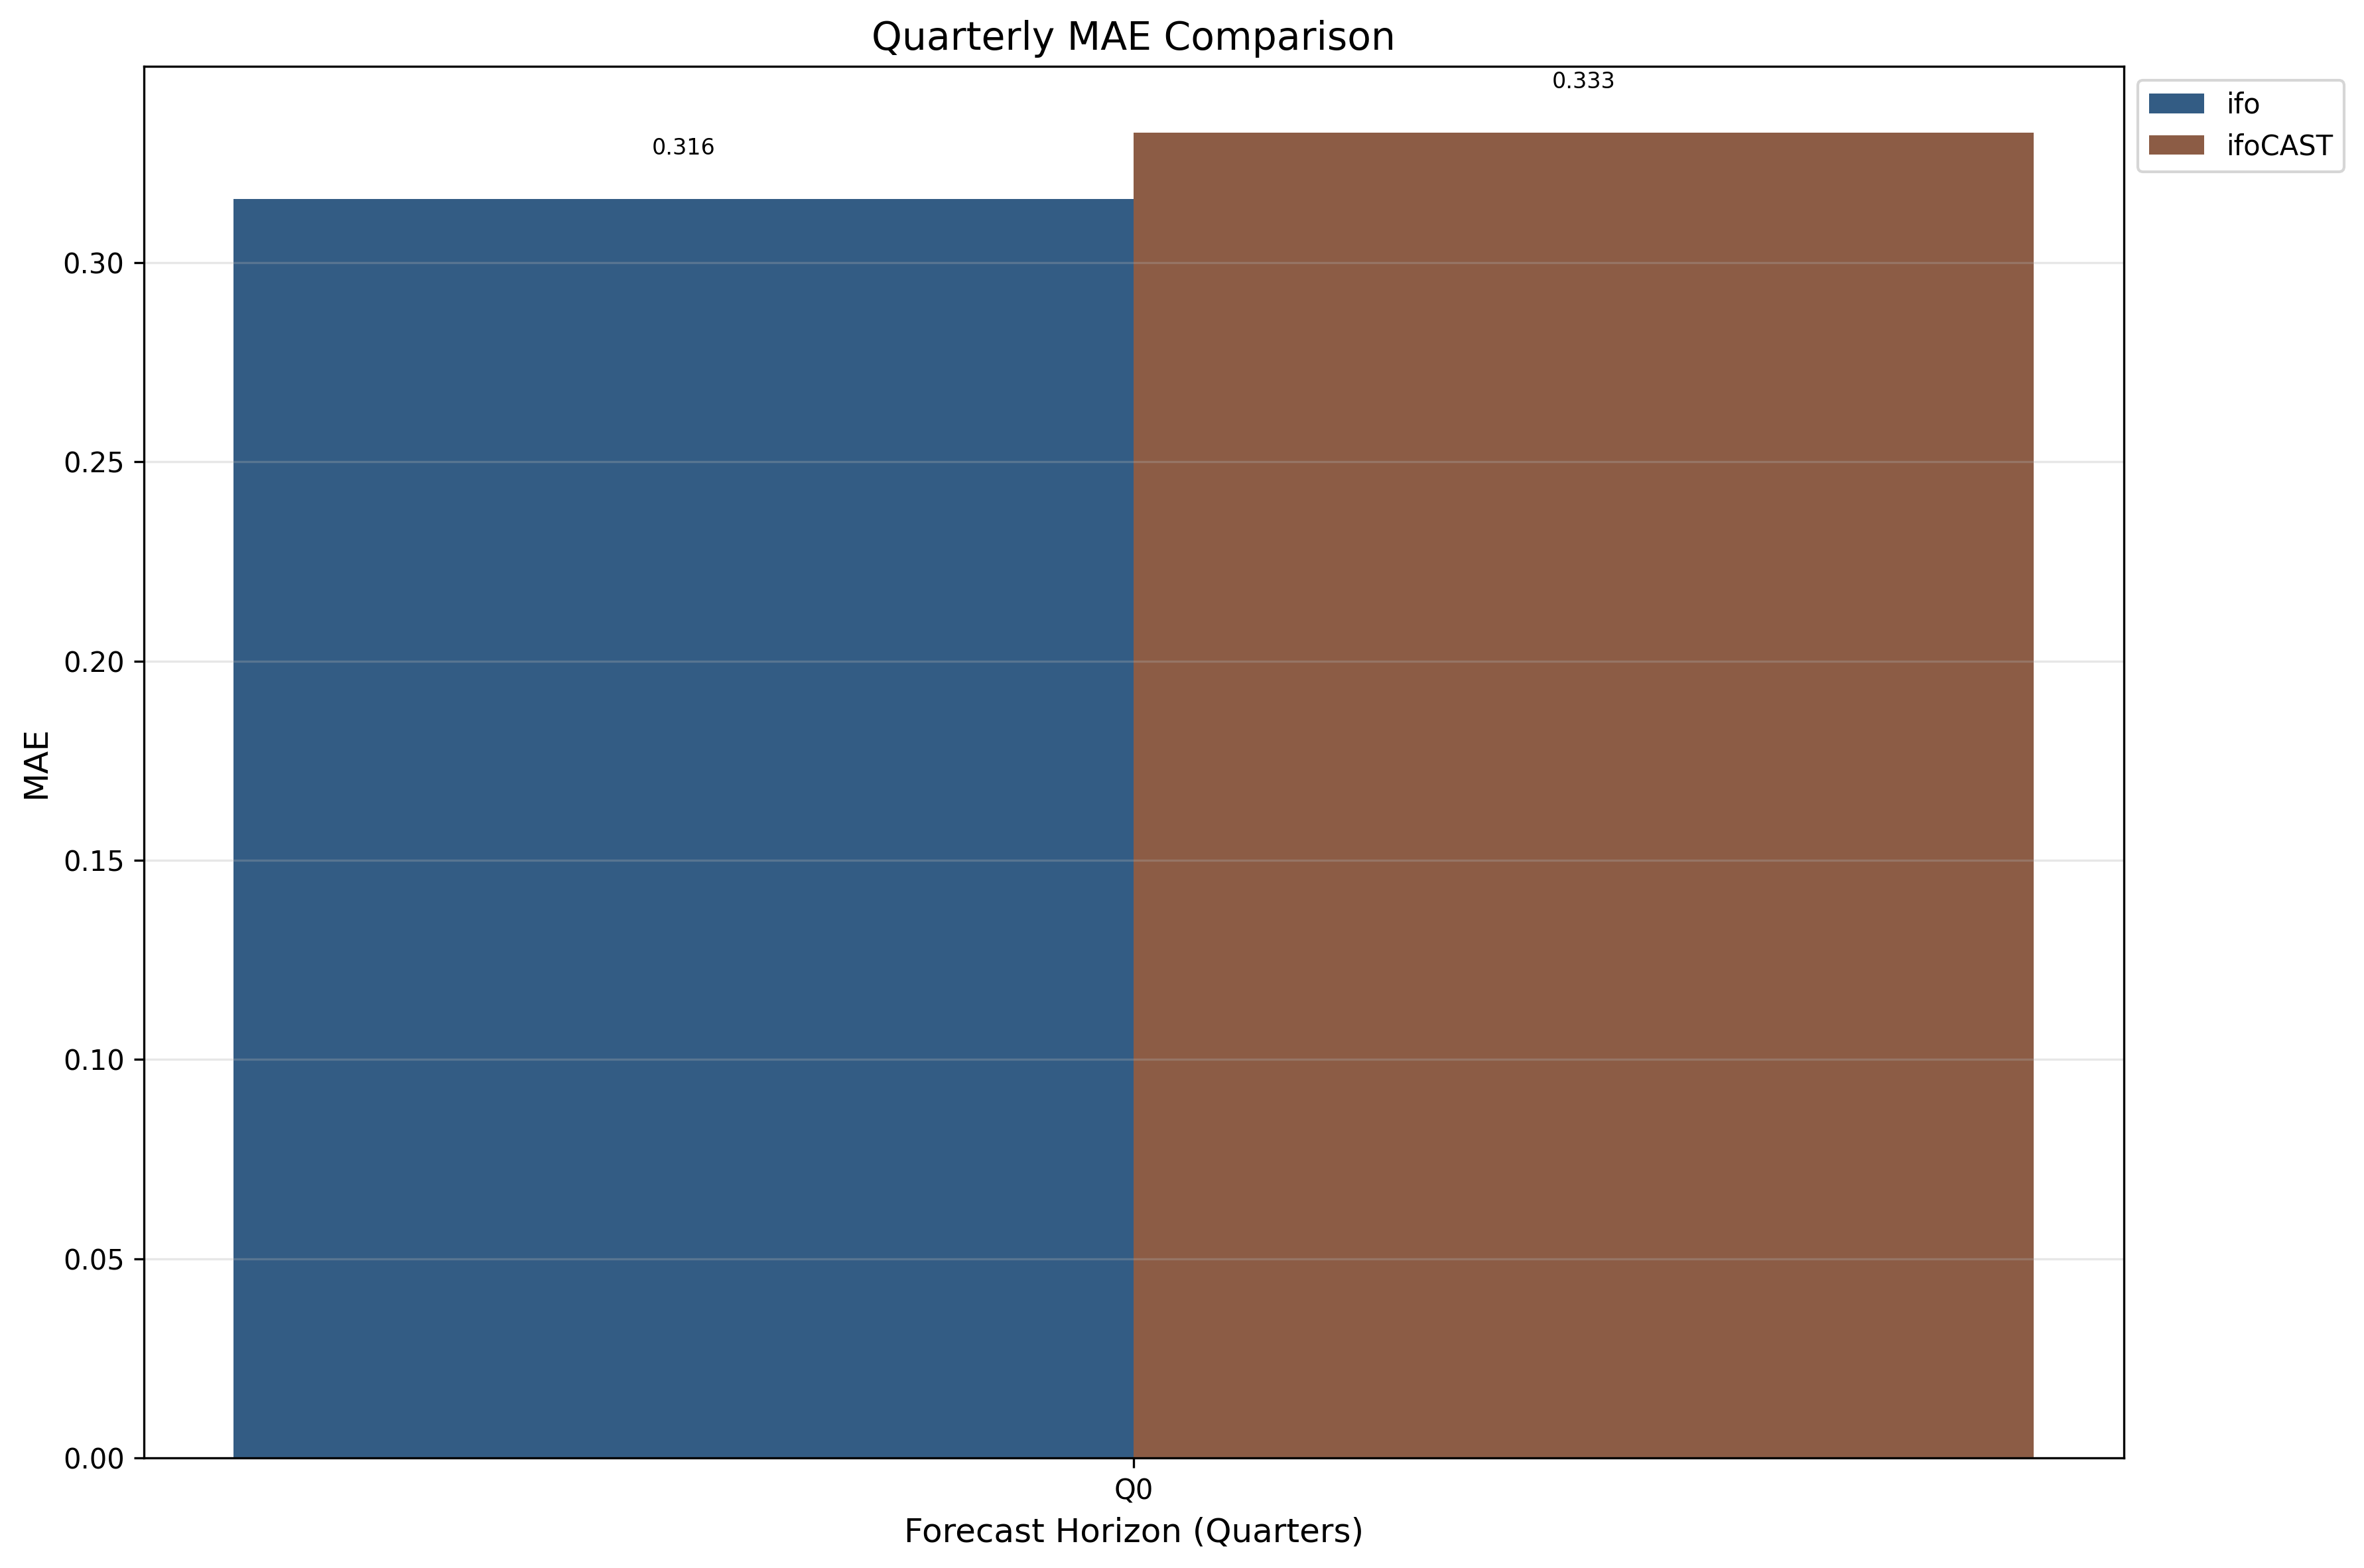 Quarterly MAE Comparison
0.333
0.316
ifo
ifoCAST
0.30
0.25
0.20
0.15
0.10
0.05
0.00
MAE
Q0
Forecast Horizon (Quarters)